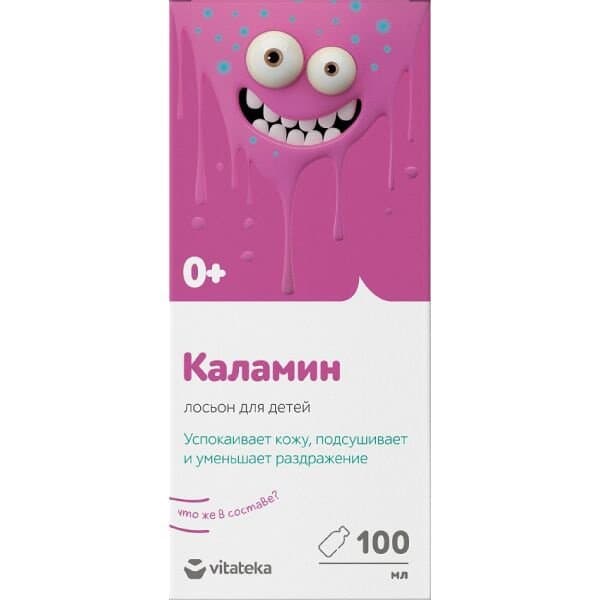 0+
Каламин
лосьон для детей
Успокаивает кожу, подсушивает
и уменьшает раздражение
что же в составе?
100
мл
vitateka